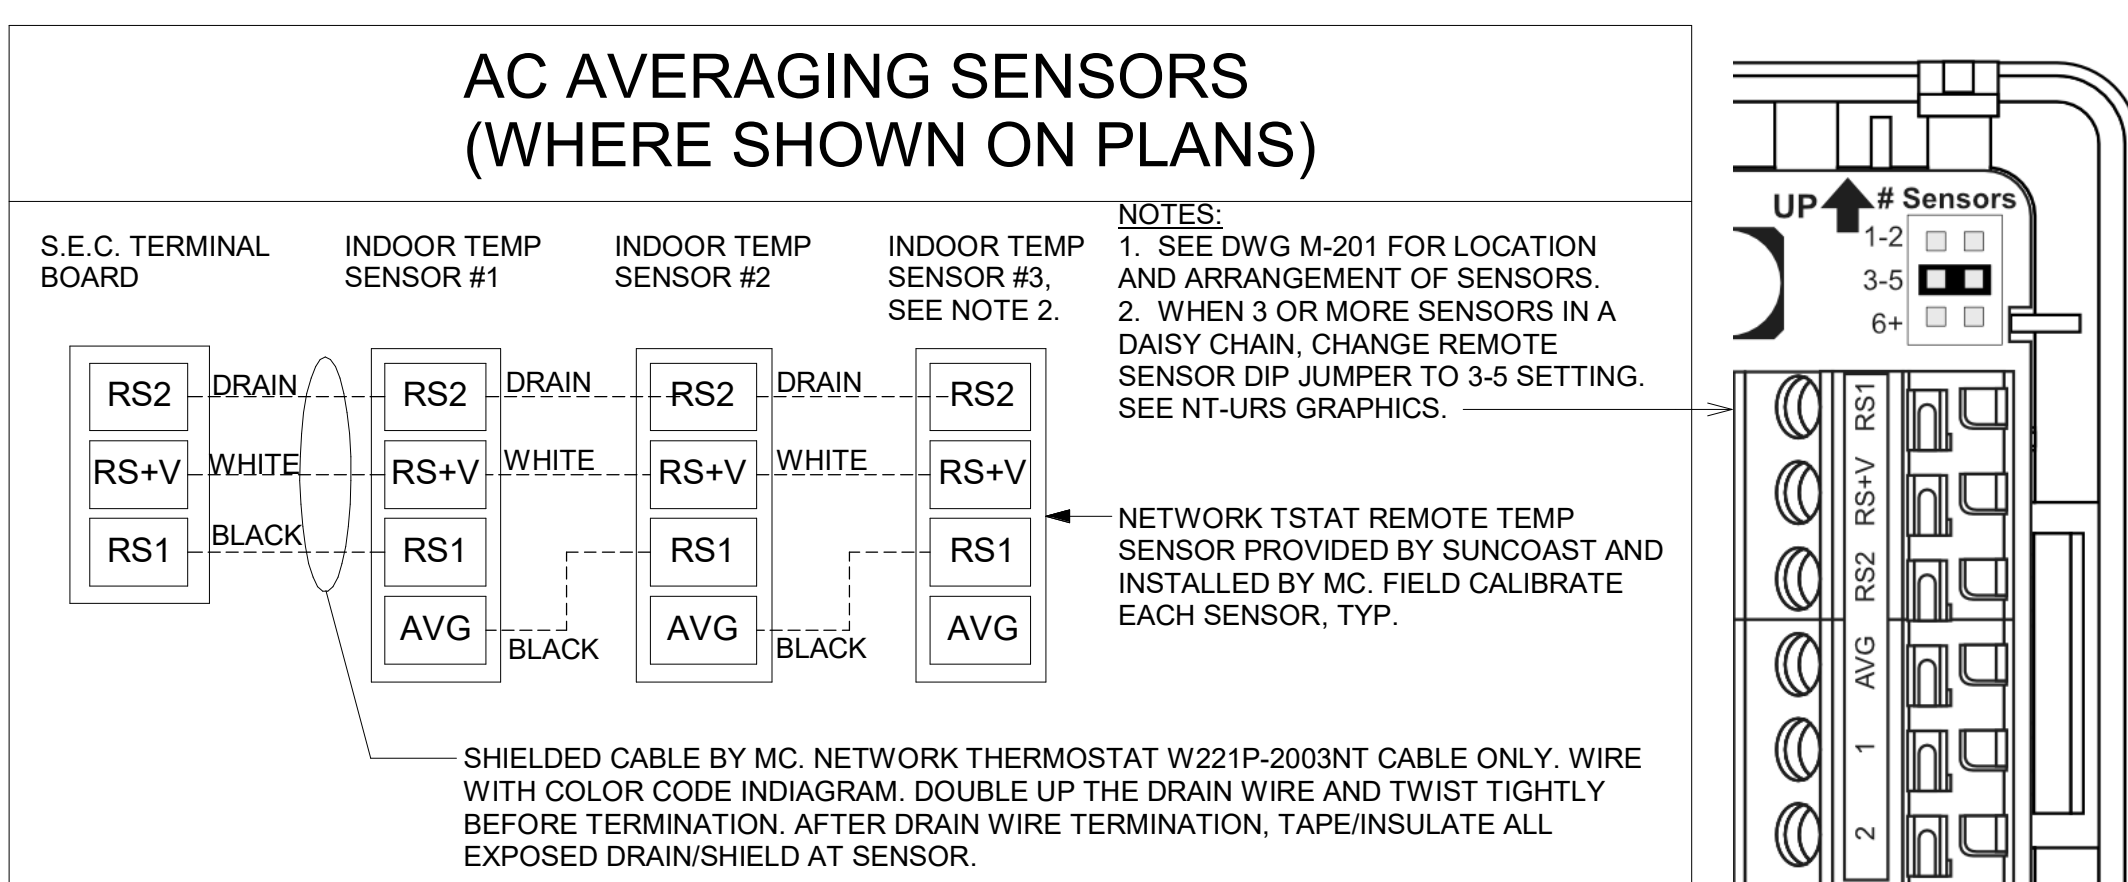 AC AVERAGING SENSORS
(WHERE SHOWN ON PLANS)
S.E.C. TERMINAL
BOARD
INDOOR TEMP
SENSOR #1
INDOOR TEMP
SENSOR #2
INDOOR TEMP
SENSOR #3,
SEE NOTE 2.
NOTES:
1. SEE DWG M-201 FOR LOCATION
AND ARRANGEMENT OF SENSORS.
2. WHEN 3 OR MORE SENSORS IN A
DAISY CHAIN, CHANGE REMOTE
SENSOR DIP JUMPER TO 3-5 SETTING.
SEE NT-URS GRAPHICS.
RS2
DRAIN
RS2
DRAIN
RS2
DRAIN
RS2
RS+V
WHITE
RS+V
WHITE
RS+V
WHITE
RS+V
RS1
BLACK
RS1
RS1
RS1
AVG
BLACK
AVG
BLACK
AVG
NETWORK TSTAT REMOTE TEMP
SENSOR PROVIDED BY SUNCOAST AND
INSTALLED BY MC. FIELD CALIBRATE
EACH SENSOR, TYP.
SHIELDED CABLE BY MC. NETWORK THERMOSTAT W221P-2003NT CABLE ONLY. WIRE
WITH COLOR CODE INDIAGRAM. DOUBLE UP THE DRAIN WIRE AND TWIST TIGHTLY
BEFORE TERMINATION. AFTER DRAIN WIRE TERMINATION, TAPE/INSULATE ALL
EXPOSED DRAIN/SHIELD AT SENSOR.
UP
# Sensors
1-2
3-5
6+
RS1
RS+V
RS2
AVG
1
2